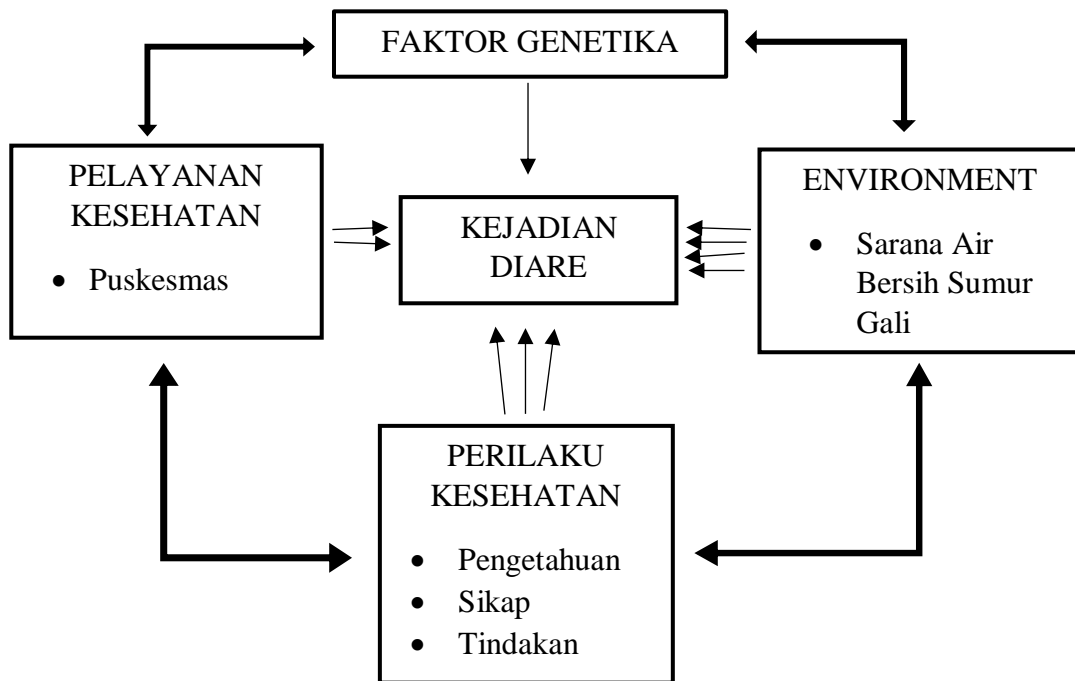 FAKTOR GENETIKA
PELAYANAN
KESEHATAN
• Puskesmas
KEJADIAN
DIARE
ENVIRONMENT
• Sarana Air
Bersih Sumur
Gali
PERILAKU
KESEHATAN
• Pengetahuan
• Sikap
• Tindakan